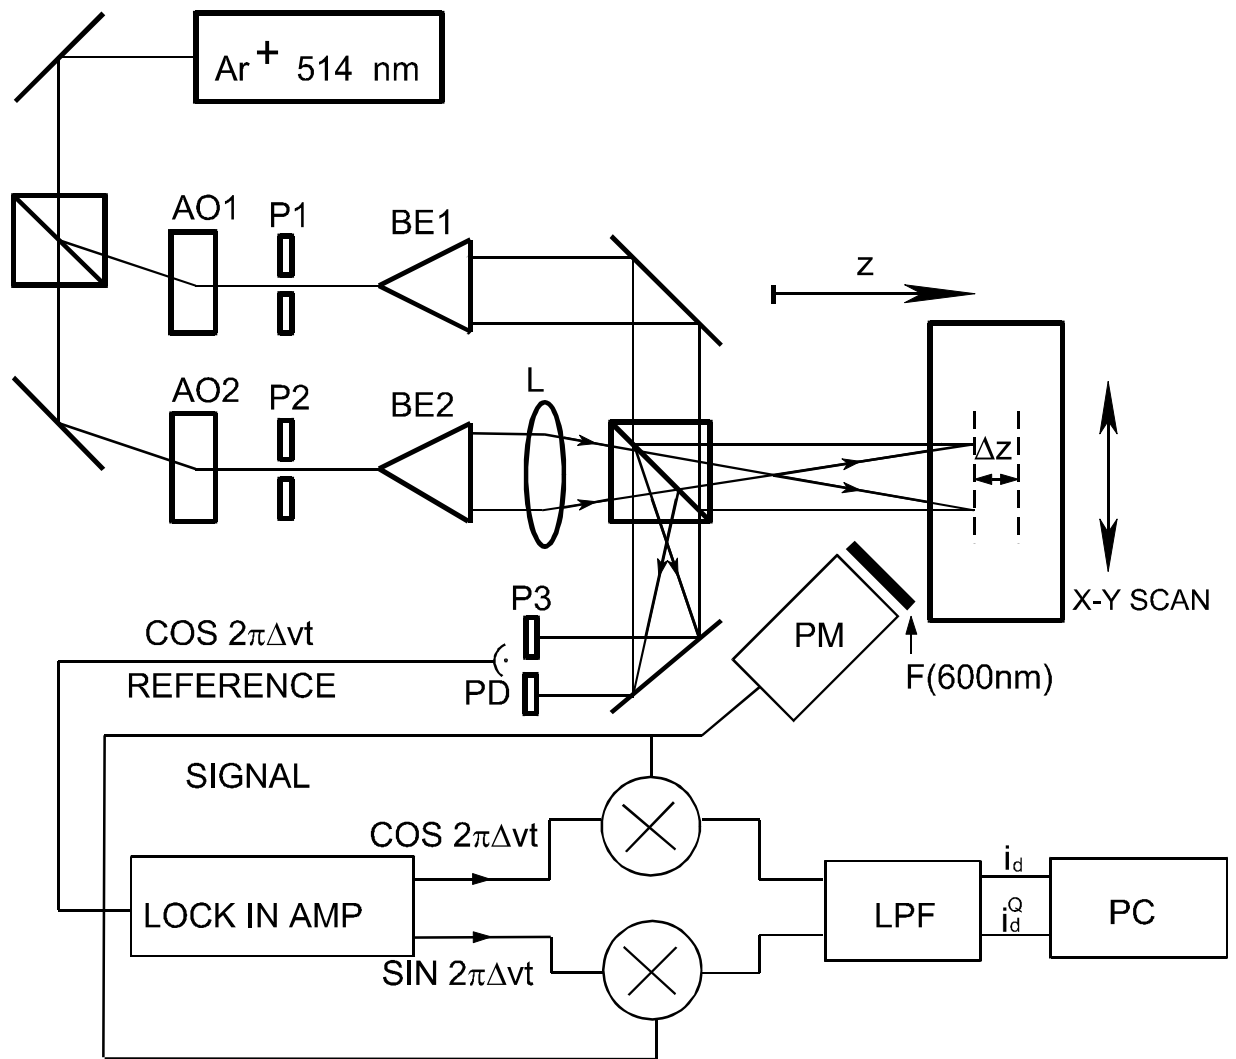 Ar+ 514 nm
AO1
P1
BE1
z
AO2
P2
BE2
L
Δz
X-Y SCAN
P3
COS 2πΔνt
REFERENCE
PD
PM
F(600nm)
SIGNAL
COS 2πΔνt
LOCK IN AMP
SIN 2πΔνt
LPF
id
idQ
PC